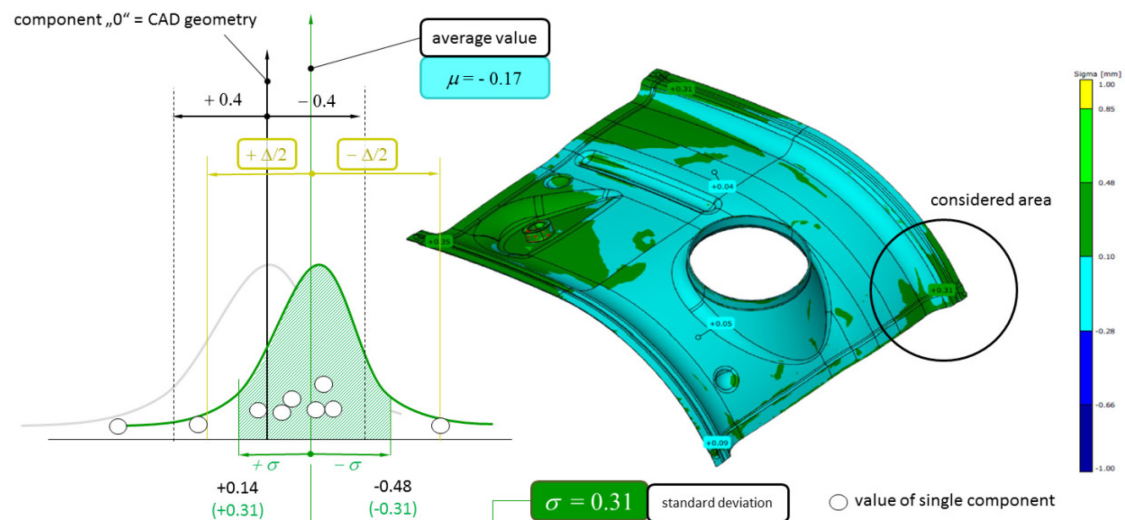 component „0“ = CAD geometry
average value
μ = - 0.17
+ 0.4
– 0.4
+ Δ/2
– Δ/2
+ σ
– σ
+0.14
(+0.31)
-0.48
(-0.31)
σ = 0.31
standard deviation
value of single component
considered area
+0.31
+0.04
+0.31
+0.05
+0.09
Sigma [mm]
1.00
0.85
0.48
0.10
-0.28
-0.66
-1.00